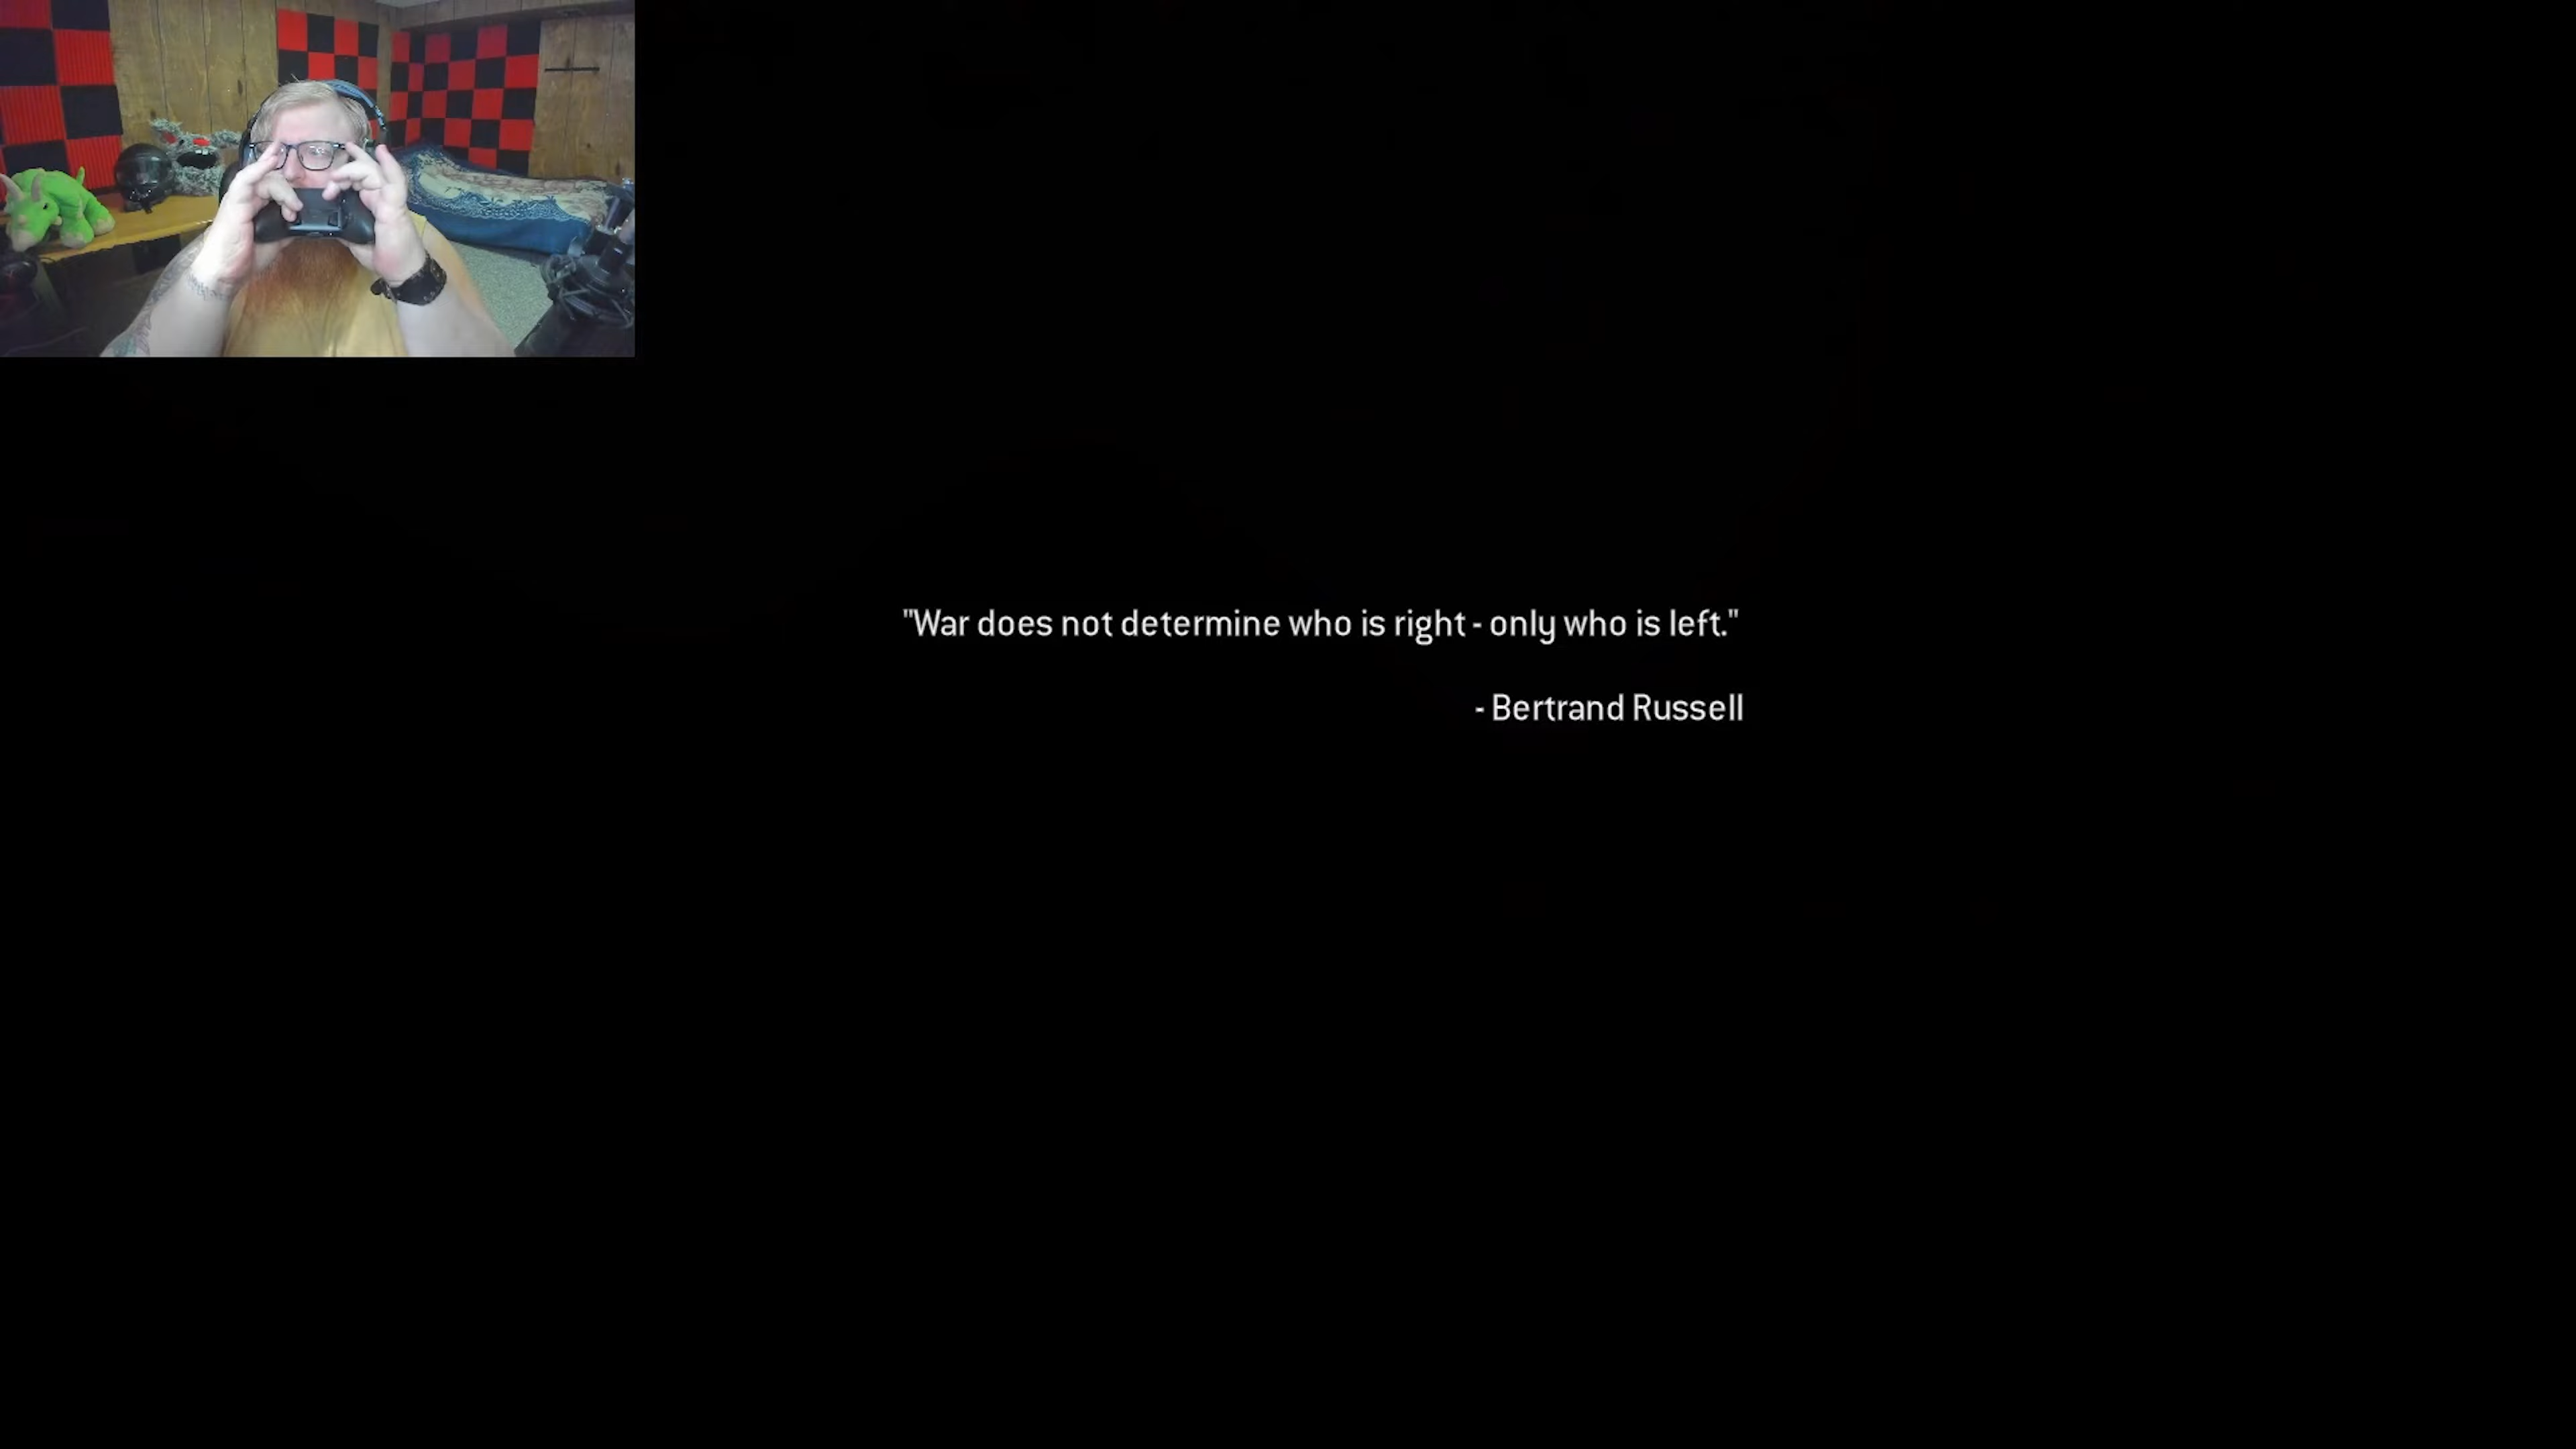 "War does not determine who is right - only who is left."
- Bertrand Russell